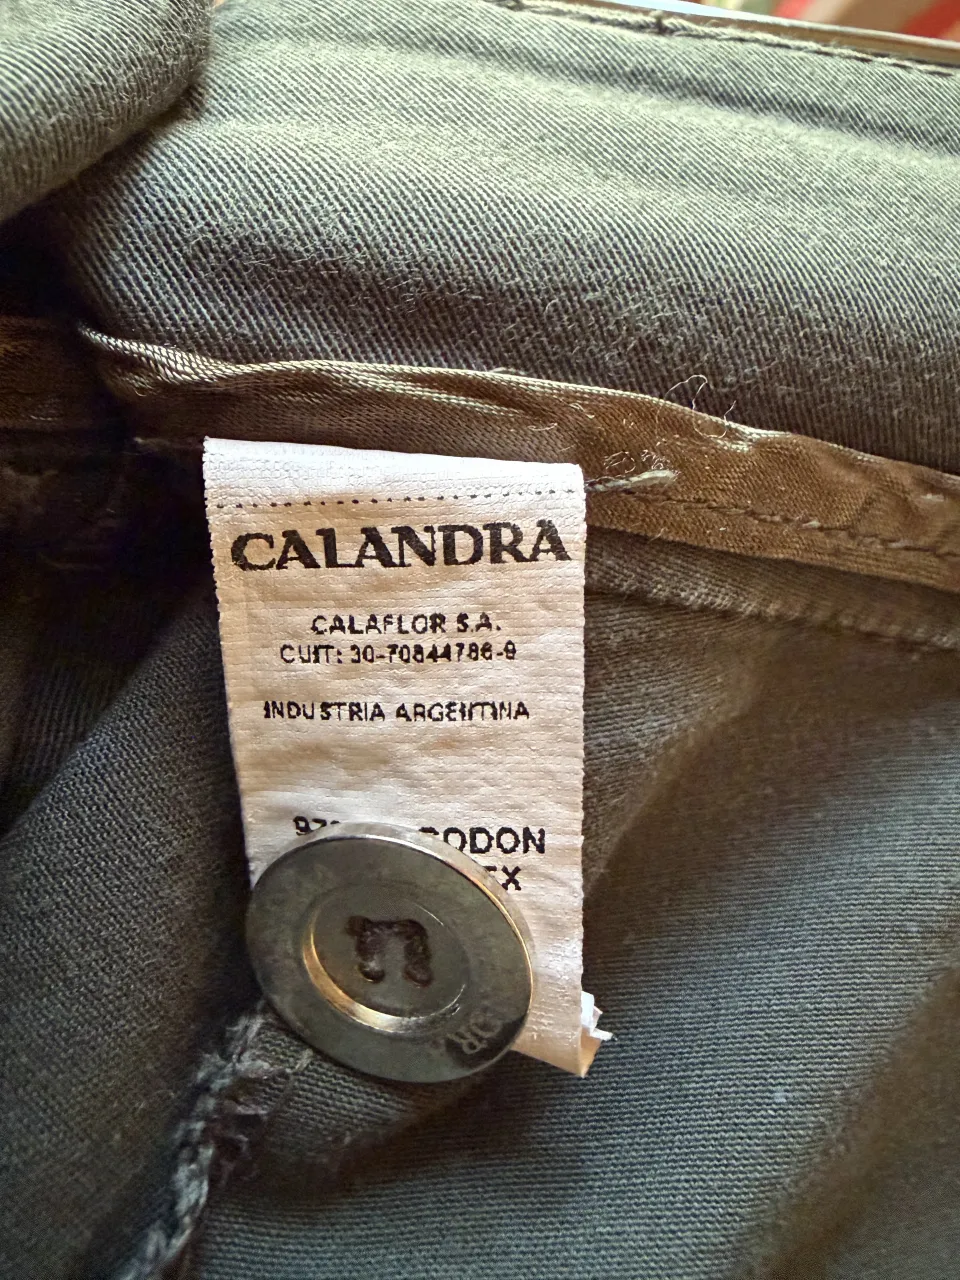 CALANDRA
CALAFLOR S.A.
CUIT: 30-70844786-9
INDUSTRIA ARGENTINA